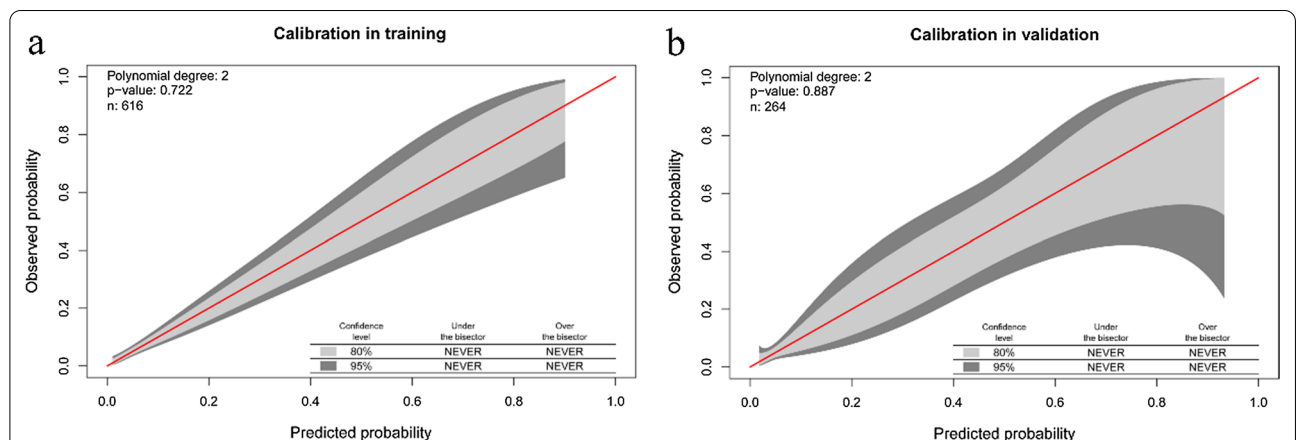 a
Calibration in training
Polynomial degree: 2
p−value: 0.722
n: 616
Observed probability
1.0
0.8
0.6
0.4
0.2
0.0
Confidence level Under the bisector Over the bisector
80% NEVER NEVER
95% NEVER NEVER
0.0 0.2 0.4 0.6 0.8 1.0
Predicted probability
b
Calibration in validation
Polynomial degree: 2
p−value: 0.887
n: 264
Observed probability
1.0
0.8
0.6
0.4
0.2
0.0
Confidence level Under the bisector Over the bisector
80% NEVER NEVER
95% NEVER NEVER
0.0 0.2 0.4 0.6 0.8 1.0
Predicted probability